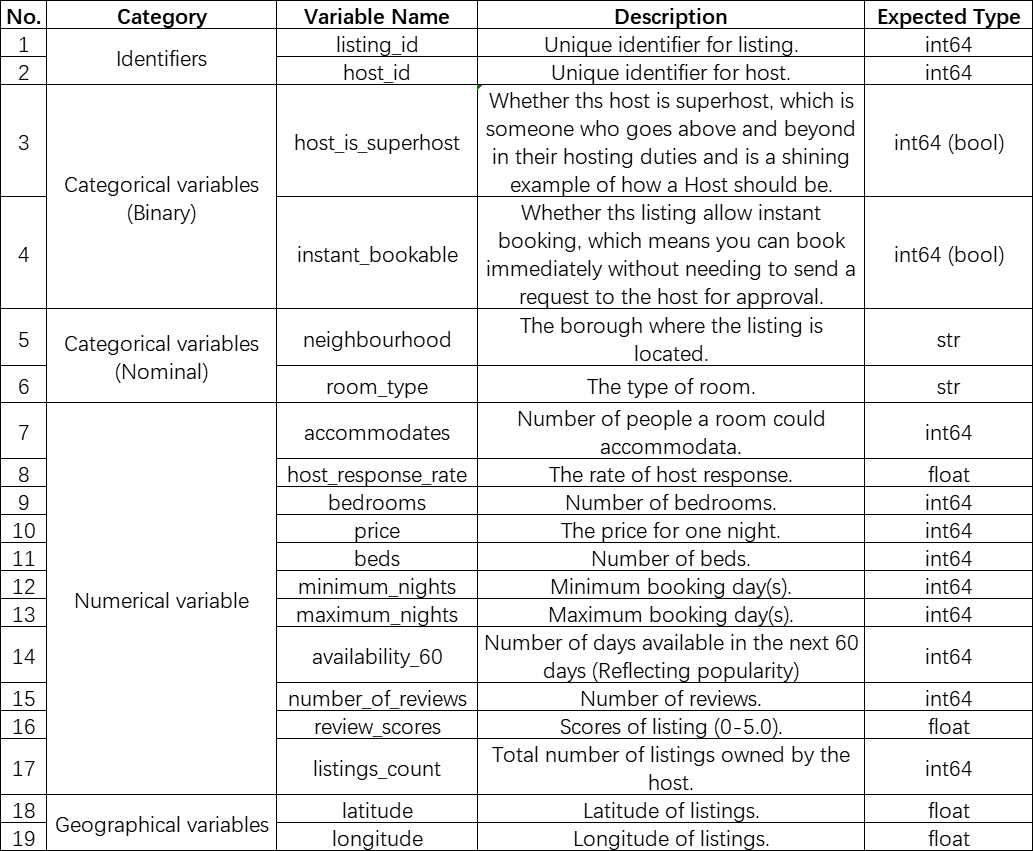 No. Category Variable Name Description Expected Type
1 Identifiers listing_id Unique identifier for listing. int64
2 host_id Unique identifier for host. int64
3 Categorical variables
(Binary) host_is_superhost Whether ths host is superhost, which is
someone who goes above and beyond
in their hosting duties and is a shining
example of how a Host should be. int64 (bool)
4 instant_bookable Whether ths listing allow instant
booking, which means you can book
immediately without needing to send a
request to the host for approval. int64 (bool)
5 Categorical variables
(Nominal) neighbourhood The borough where the listing is
located. str
6 room_type The type of room. str
7 Numerical variable accommodates Number of people a room could
accommodata. int64
8 host_response_rate The rate of host response. float
9 bedrooms Number of bedrooms. int64
10 price The price for one night. int64
11 beds Number of beds. int64
12 minimum_nights Minimum booking day(s). int64
13 maximum_nights Maximum booking day(s). int64
14 availability_60 Number of days available in the next 60
days (Reflecting popularity) int64
15 number_of_reviews Number of reviews. int64
16 review_scores Scores of listing (0-5.0). float
17 listings_count Total number of listings owned by the
host. int64
18 Geographical variables latitude Latitude of listings. float
19 longitude Longitude of listings. float